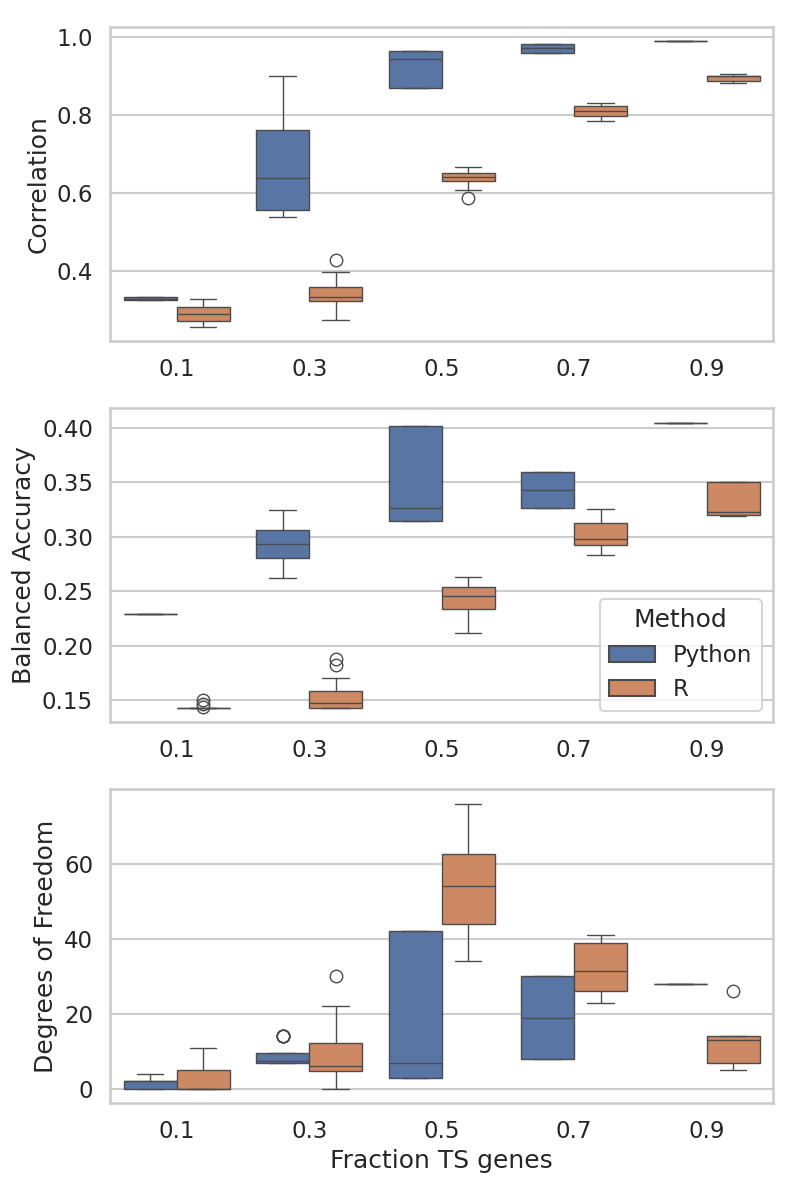 Correlation
1.0
0.8
0.6
0.4
0.1 0.3 0.5 0.7 0.9
Balanced Accuracy
0.40
0.35
0.30
0.25
0.20
0.15
Method
Python
R
0.1 0.3 0.5 0.7 0.9
Degrees of Freedom
60
40
20
0
0.1 0.3 0.5 0.7 0.9
Fraction TS genes